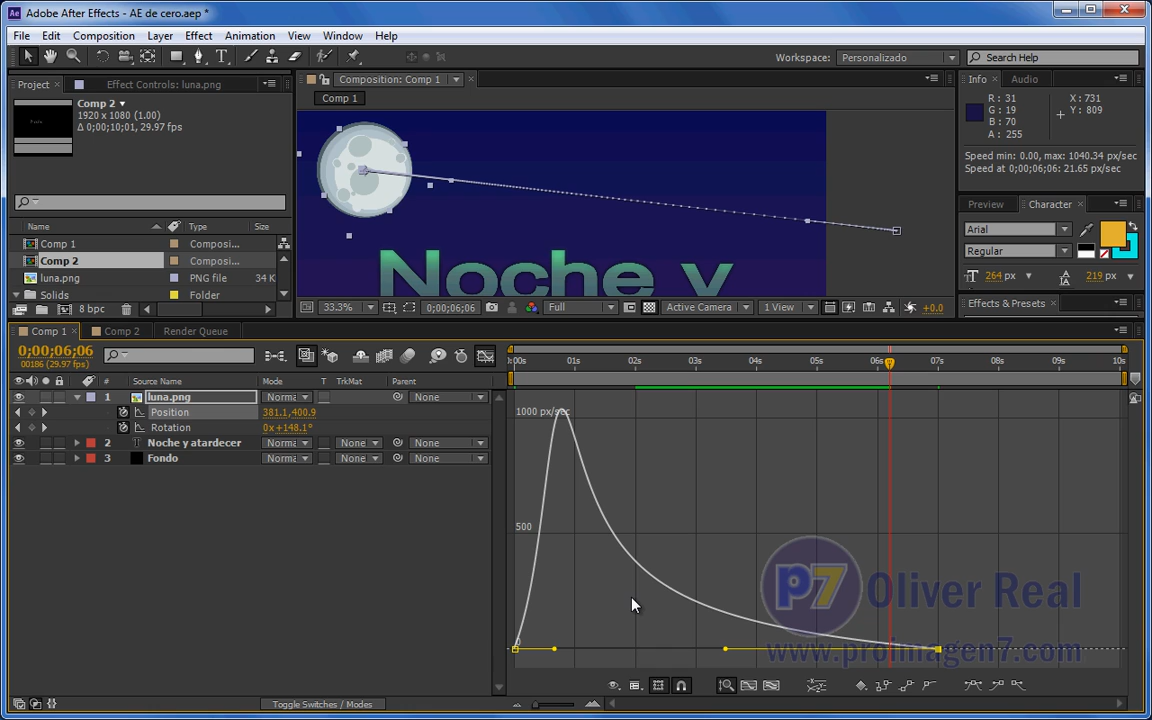 Adobe After Effects - AE de cero.aep *
File Edit Composition Layer Effect Animation View Window Help
Workspace: Personalizado Search Help
Project Effect Controls: luna.png
Composition: Comp 1
Info Audio
Comp 2
1920 x 1080 (1.00)
Δ 0;00;10;01, 29.97 fps
Comp 1
R: 31
G: 19
B: 70
A: 255
X: 731
Y: 809
Speed min: 0.00, max: 1040.34 px/sec
Speed at 0;00;06;06: 21.65 px/sec
Preview Character
Arial
Regular
264 px 219 px
Effects & Presets
Name Type Size
Comp 1 Composi...
Comp 2 Composi...
luna.png PNG file 34 K
Solids Folder
8 bpc
Noche y
33.3% 0;00;06;06 Full Active Camera 1 View +0.0
Comp 1 Comp 2 Render Queue
0;00;06;06
00186 (29.97 fps)
0:00s 01s 02s 03s 04s 05s 06s 07s 08s 09s 10s
# Source Name Mode T TrkMat Parent
1 luna.png Norma None
Position 381.1,400.9
Rotation 0x+148.1°
2 Noche y atardecer Norma None None
3 Fondo Norma None None
1000 px/sec
500
0
p7 Oliver Real
www.proimagen7.com
Toggle Switches / Modes